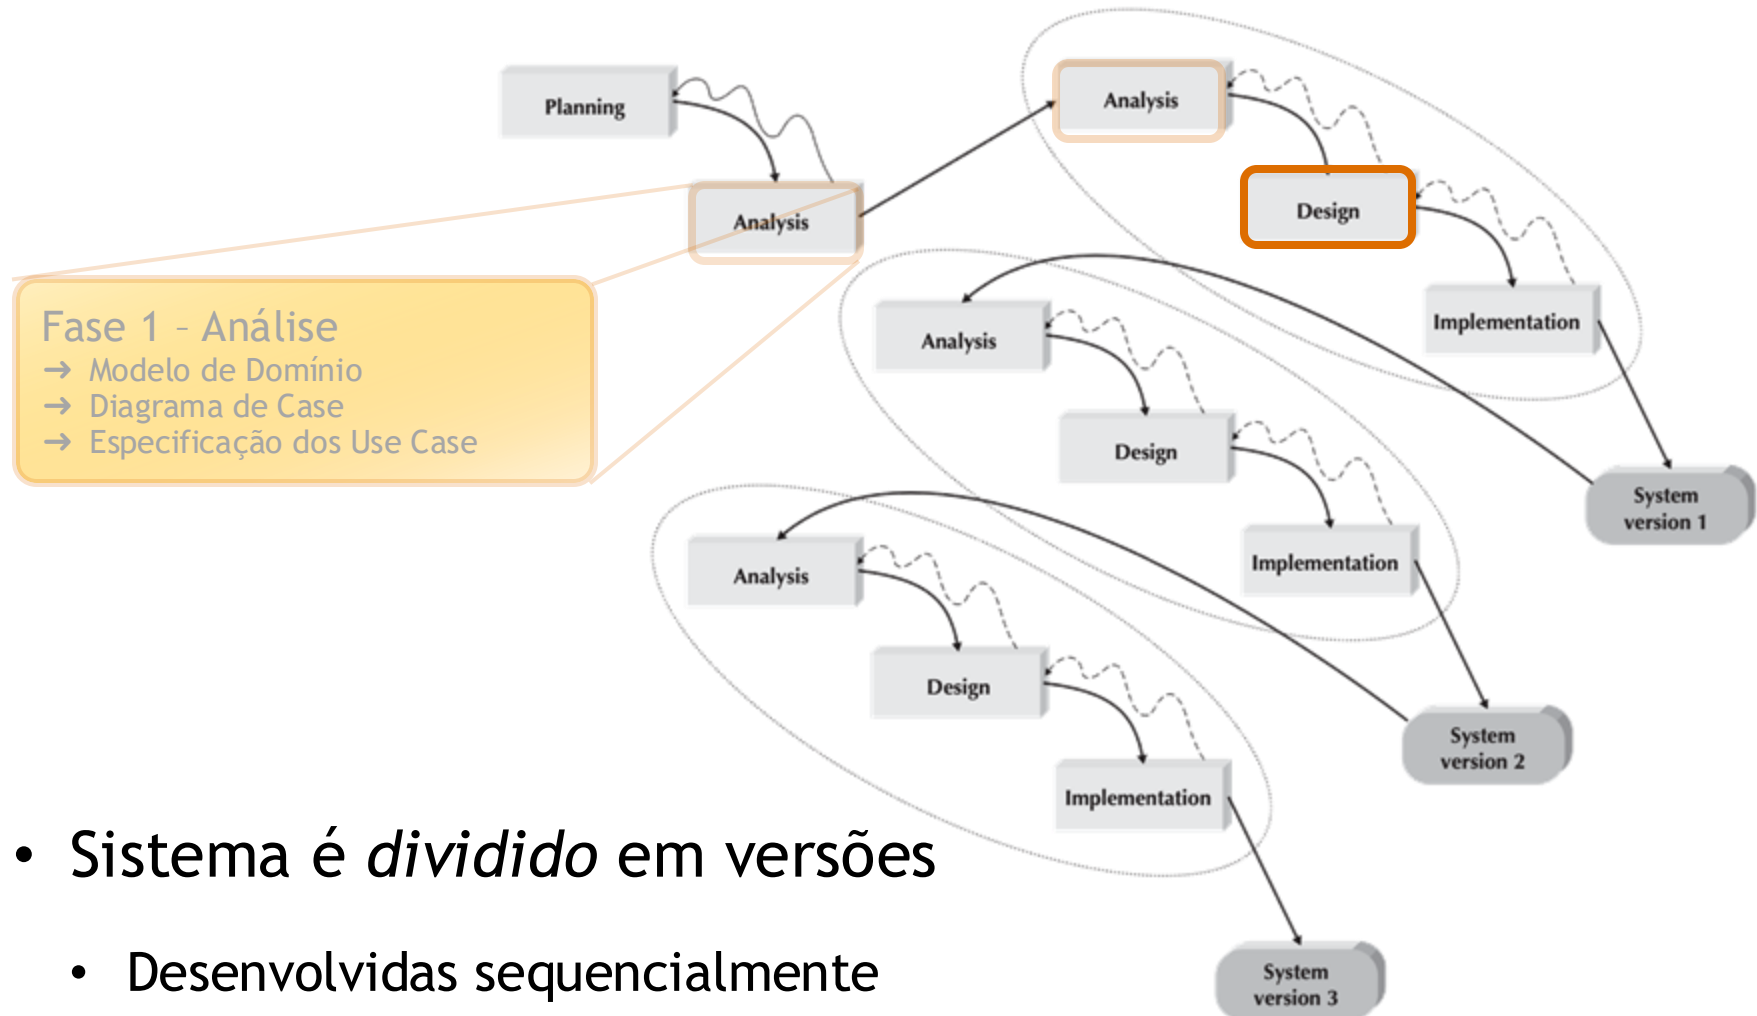 Planning
Analysis
Analysis
Design
Implementation
System
version 1
Fase 1 – Análise
➜ Modelo de Domínio
➜ Diagrama de Case
➜ Especificação dos Use Case
Analysis
Design
Implementation
System
version 2
Analysis
Design
Implementation
System
version 3
• Sistema é dividido em versões
• Desenvolvidas sequencialmente